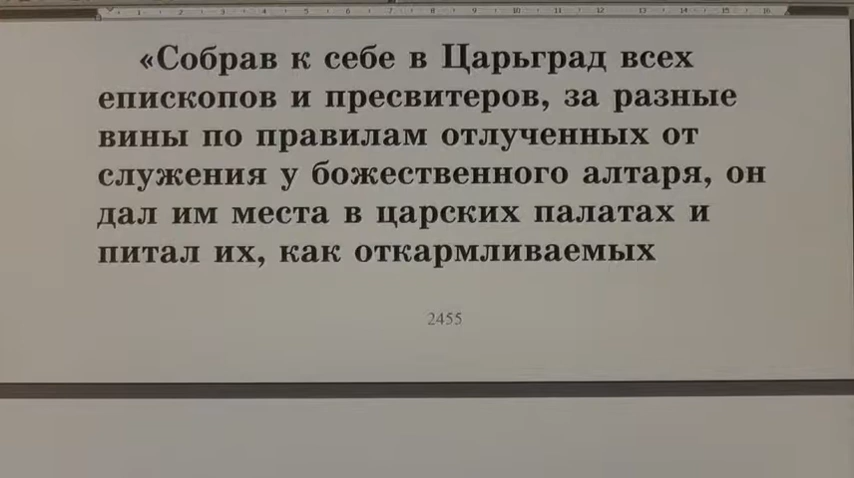 «Собрав к себе в Царьград всех
епископов и пресвитеров, за разные
вины по правилам отлученных от
служения у божественного алтаря, он
дал им места в царских палатах и
питал их, как откармливаемых
2455